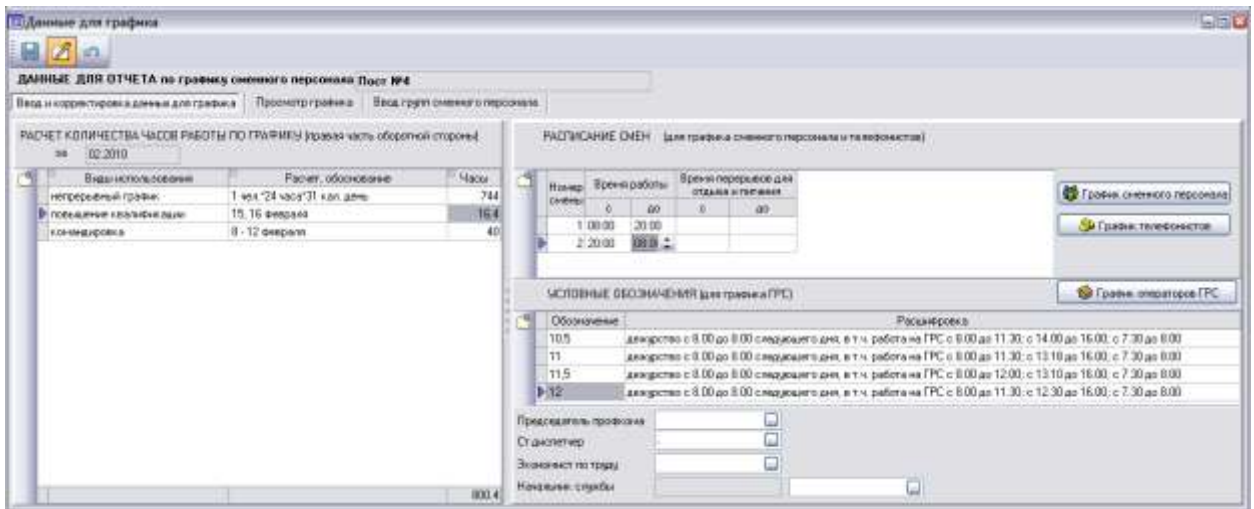 Данные для графика
ДАННЫЕ ДЛЯ ОТЧЕТА по графику сменного персонала Пост №4
Ввод и корректировка данных для графика Просмотр графика Ввод групп сменного персонала
РАСЧЕТ КОЛИЧЕСТВА ЧАСОВ РАБОТЫ ПО ГРАФИКУ (правая часть оборотной стороны)
за 02.2010
Виды использования Расчет, обоснование Часы
непрерывный график 1 чел.*24 часа*31 кал. день 744
повышение квалификации 15, 16 февраля 16.4
командировка 8 - 12 февраля 40
800.4
РАСПИСАНИЕ СМЕН (для графика сменного персонала и телефонистов)
Номер смены Время работы Время перерывов для отдыха и питания
с до с до
1 08:00 20:00
2 20:00 08:0
График сменного персонала
График телефонистов
УСЛОВНЫЕ ОБОЗНАЧЕНИЯ (для графика ГРС)
График операторов ГРС
Обозначение Расшифровка
10,5 дежурство с 8.00 до 8.00 следующего дня, в т.ч. работа на ГРС с 8.00 до 11.30; с 14.00 до 16.00; с 7.30 до 8.00
11 дежурство с 8.00 до 8.00 следующего дня, в т.ч. работа на ГРС с 8.00 до 11.30; с 13.10 до 16.00; с 7.30 до 8.00
11,5 дежурство с 8.00 до 8.00 следующего дня, в т.ч. работа на ГРС с 8.00 до 12.00; с 13.10 до 16.00; с 7.30 до 8.00
12 дежурство с 8.00 до 8.00 следующего дня, в т.ч. работа на ГРС с 8.00 до 11.30; с 12.30 до 16.00; с 7.30 до 8.00
Председатель профкома
Ст.диспетчер
Экономист по труду
Начальник службы